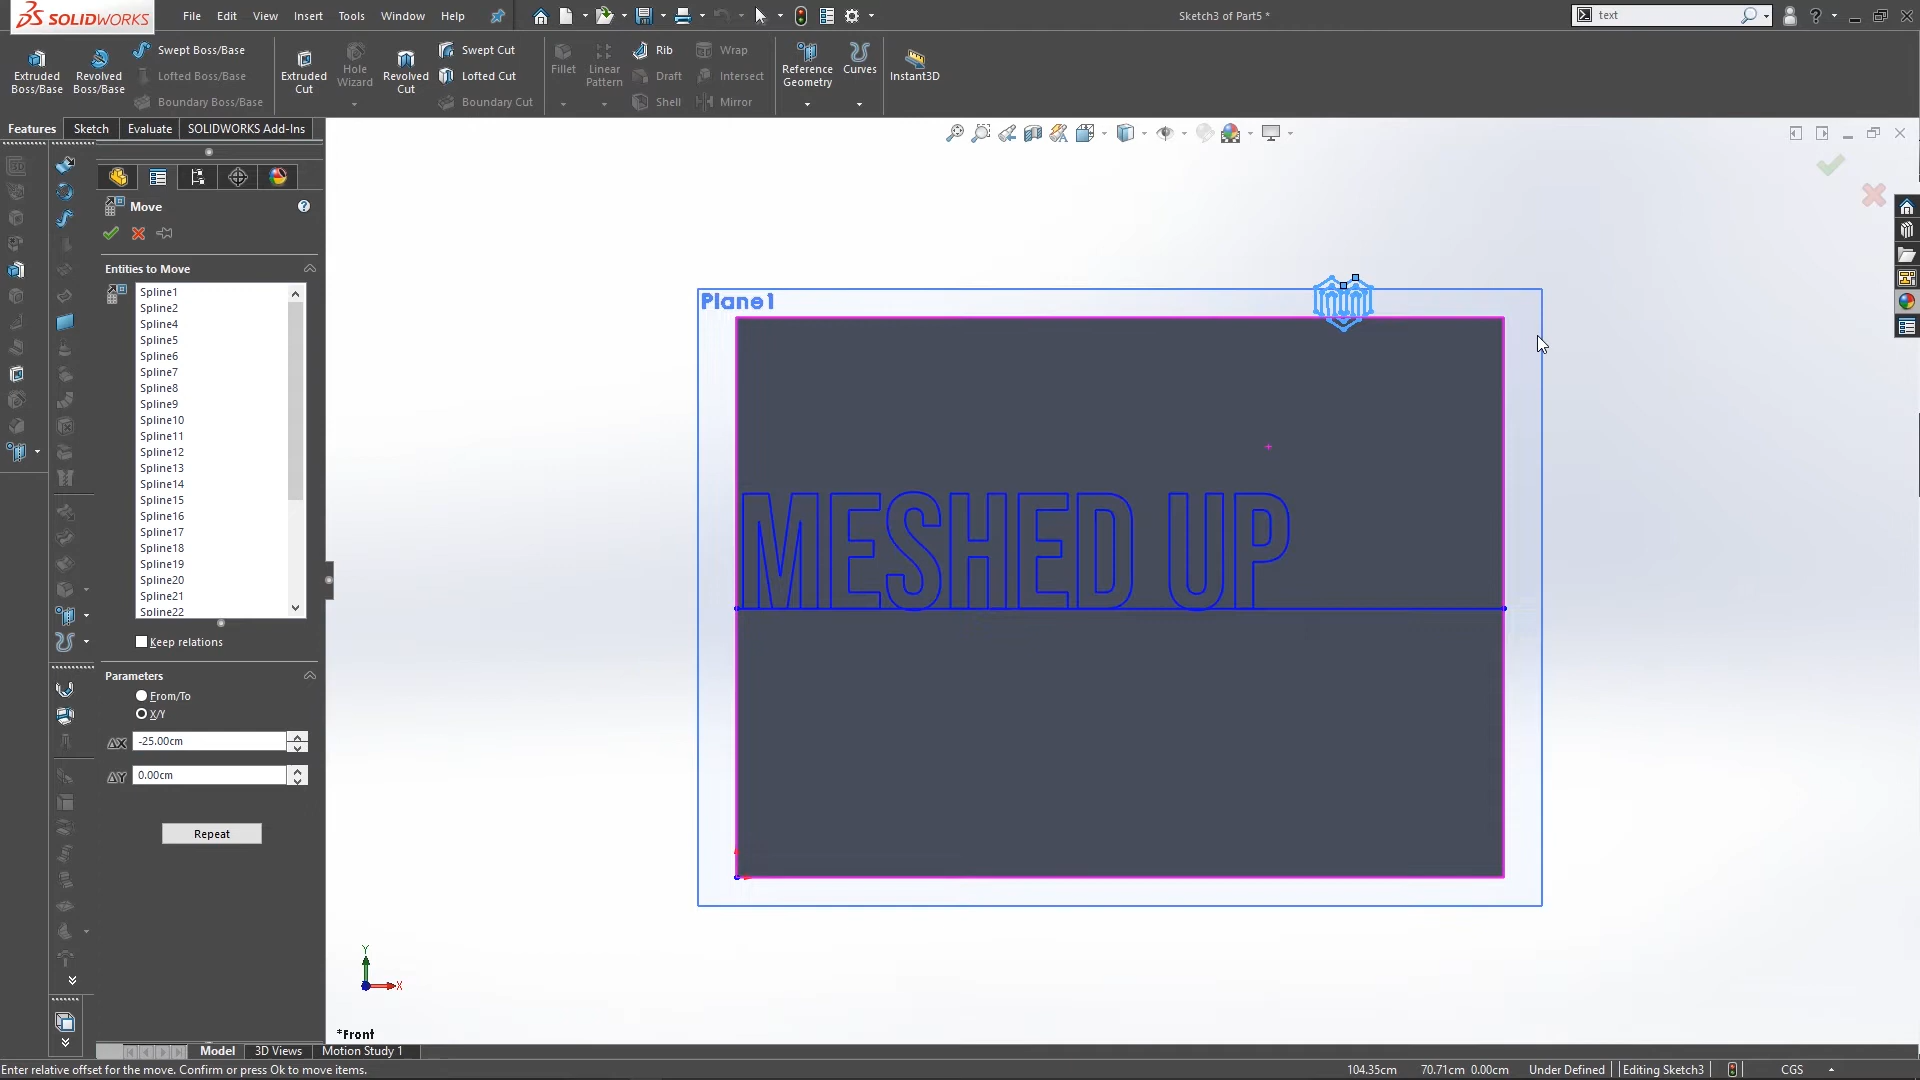 SOLIDWORKS
File Edit View Insert Tools Window Help
Sketch3 of Part5 *
text
Extruded Boss/Base
Revolved Boss/Base
Swept Boss/Base
Lofted Boss/Base
Boundary Boss/Base
Extruded Cut
Hole Wizard
Revolved Cut
Swept Cut
Lofted Cut
Boundary Cut
Fillet
Linear Pattern
Rib
Draft
Shell
Wrap
Intersect
Mirror
Reference Geometry
Curves
Instant3D
Features Sketch Evaluate SOLIDWORKS Add-Ins
Move
Entities to Move
Spline1
Spline2
Spline4
Spline5
Spline6
Spline7
Spline8
Spline9
Spline10
Spline11
Spline12
Spline13
Spline14
Spline15
Spline16
Spline17
Spline18
Spline19
Spline20
Spline21
Spline22
Keep relations
Parameters
From/To
X/Y
ΔX -25.00cm
ΔY 0.00cm
Repeat
Plane1
MESHED UP
Y
X
*Front
Model 3D Views Motion Study 1
Enter relative offset for the move. Confirm or press Ok to move items.
104.35cm 70.71cm 0.00cm Under Defined Editing Sketch3 CGS